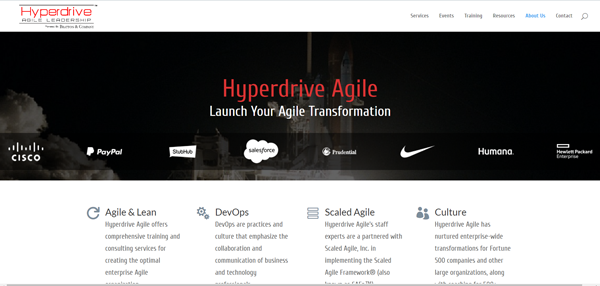 Hyperdrive
AGILE LEADERSHIP
Services Events Training Resources About Us Contact
Hyperdrive Agile
Launch Your Agile Transformation
CISCO PayPal StubHub salesforce Prudential Humana. Hewlett Packard
Enterprise
Agile & Lean
Hyperdrive Agile offers
comprehensive training and
consulting services for
creating the optimal
enterprise Agile
DevOps
DevOps are practices and
culture that emphasize the
collaboration and
communication of business
and technology
Scaled Agile
Hyperdrive Agile's staff
experts are a partnered with
Scaled Agile, Inc. in
implementing the Scaled
Agile Framework® (also
Culture
Hyperdrive Agile has
nurtured enterprise-wide
transformations for Fortune
500 companies and other
large organizations, along